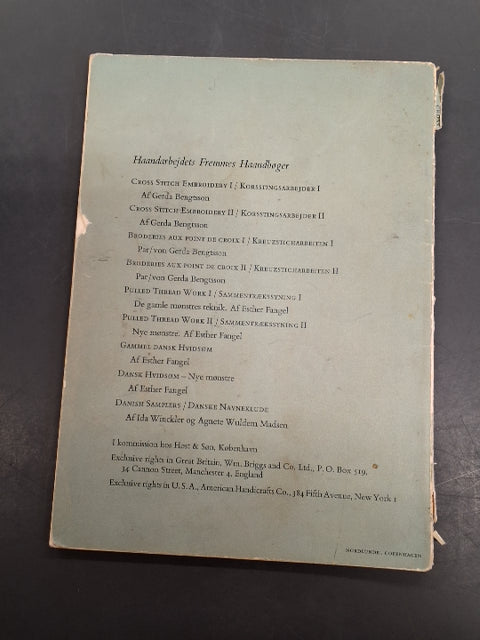 Haandarbejdets Fremmes Haandbøger
CROSS STITCH EMBROIDERY I / KORSSTINGSARBEJDER I
Af Gerda Bengtsson
CROSS STITCH EMBROIDERY II / KORSSTINGSARBEJDER II
Af Gerda Bengtsson
BRODERIES AUX POINT DE CROIX I / KREUZSTICHARBEITEN I
Par/von Gerda Bengtsson
BRODERIES AUX POINT DE CROIX II / KREUZSTICHARBEITEN II
Par/von Gerda Bengtsson
PULLED THREAD WORK I / SAMMENTRÆKSSYNING I
De gamle mønstres teknik. Af Esther Fangel
PULLED THREAD WORK II / SAMMENTRÆKSSYNING II
Nye mønstre. Af Esther Fangel
GAMMEL DANSK HVIDSØM
Af Esther Fangel
DANSK HVIDSØM – Nye mønstre
Af Esther Fangel
DANISH SAMPLERS / DANSKE NAVNEKLUDE
Af Ida Winckler og Agnete Wuldem Madsen
I kommission hos Høst & Søn, København
Exclusive rights in Great Britain, Wm. Briggs and Co, Ltd., P. O. Box 519,
34 Cannon Street, Manchester 4, England
Exclusive rights in U. S. A., American Handicrafts Co., 384 Fifth Avenue, New York 1
NORDLUNDE, COPENHAGEN